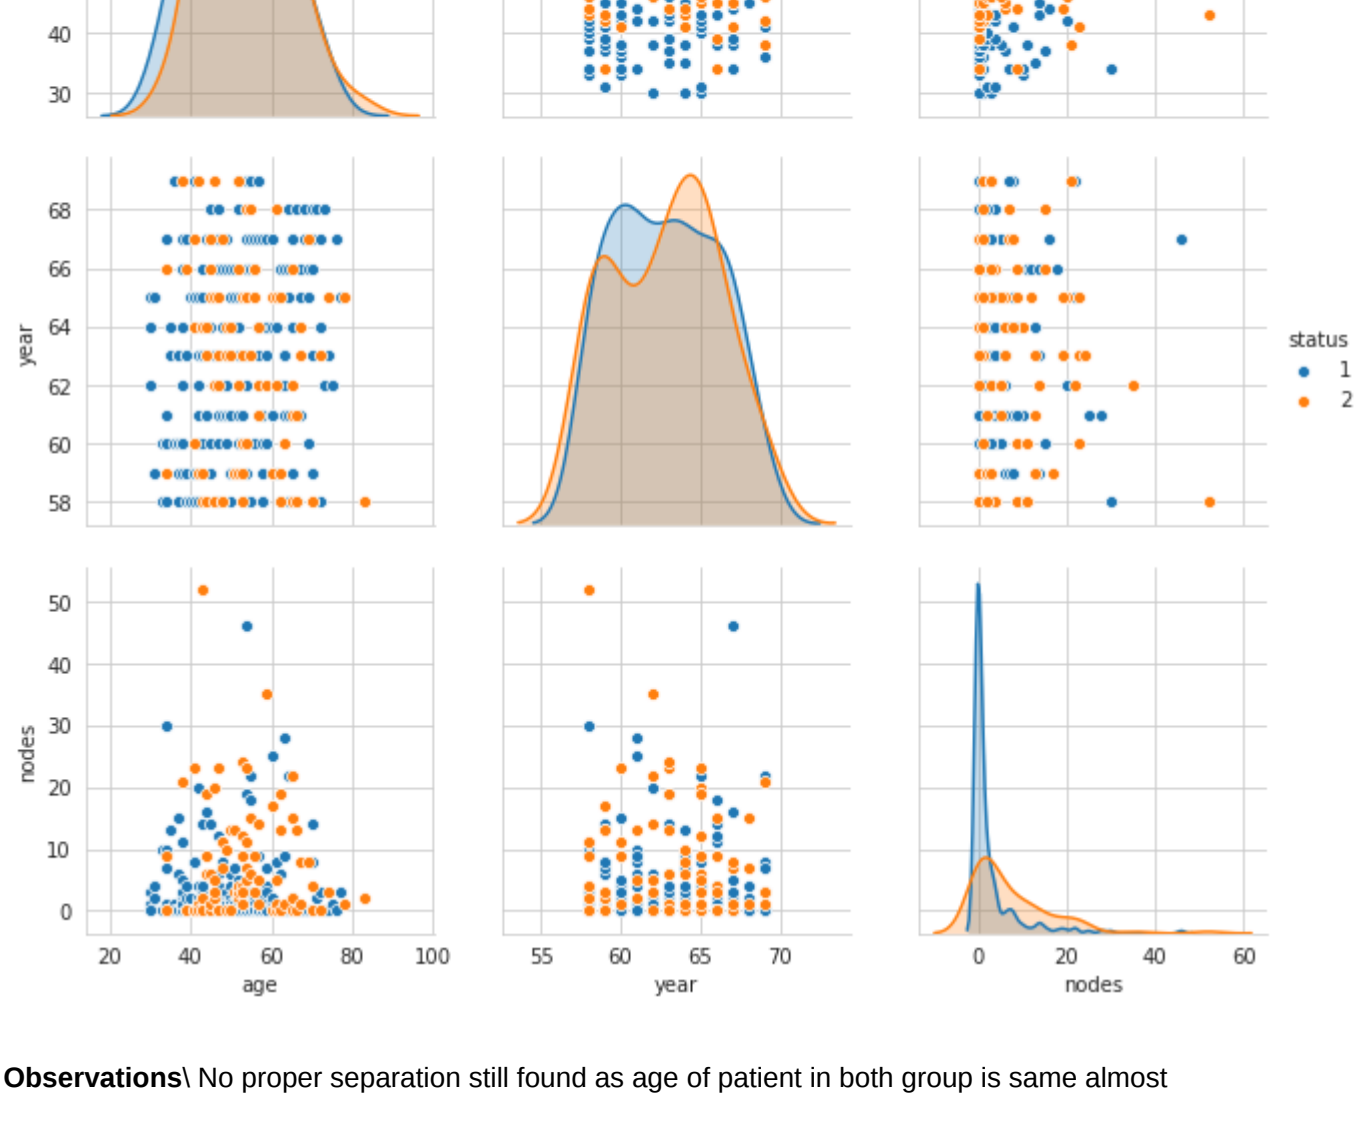 40
30
68
66
64
62
60
58
year
status
1
2
50
40
30
20
10
0
nodes
20 40 60 80 100
55 60 65 70
0 20 40 60
age
year
nodes
Observations\ No proper separation still found as age of patient in both group is same almost